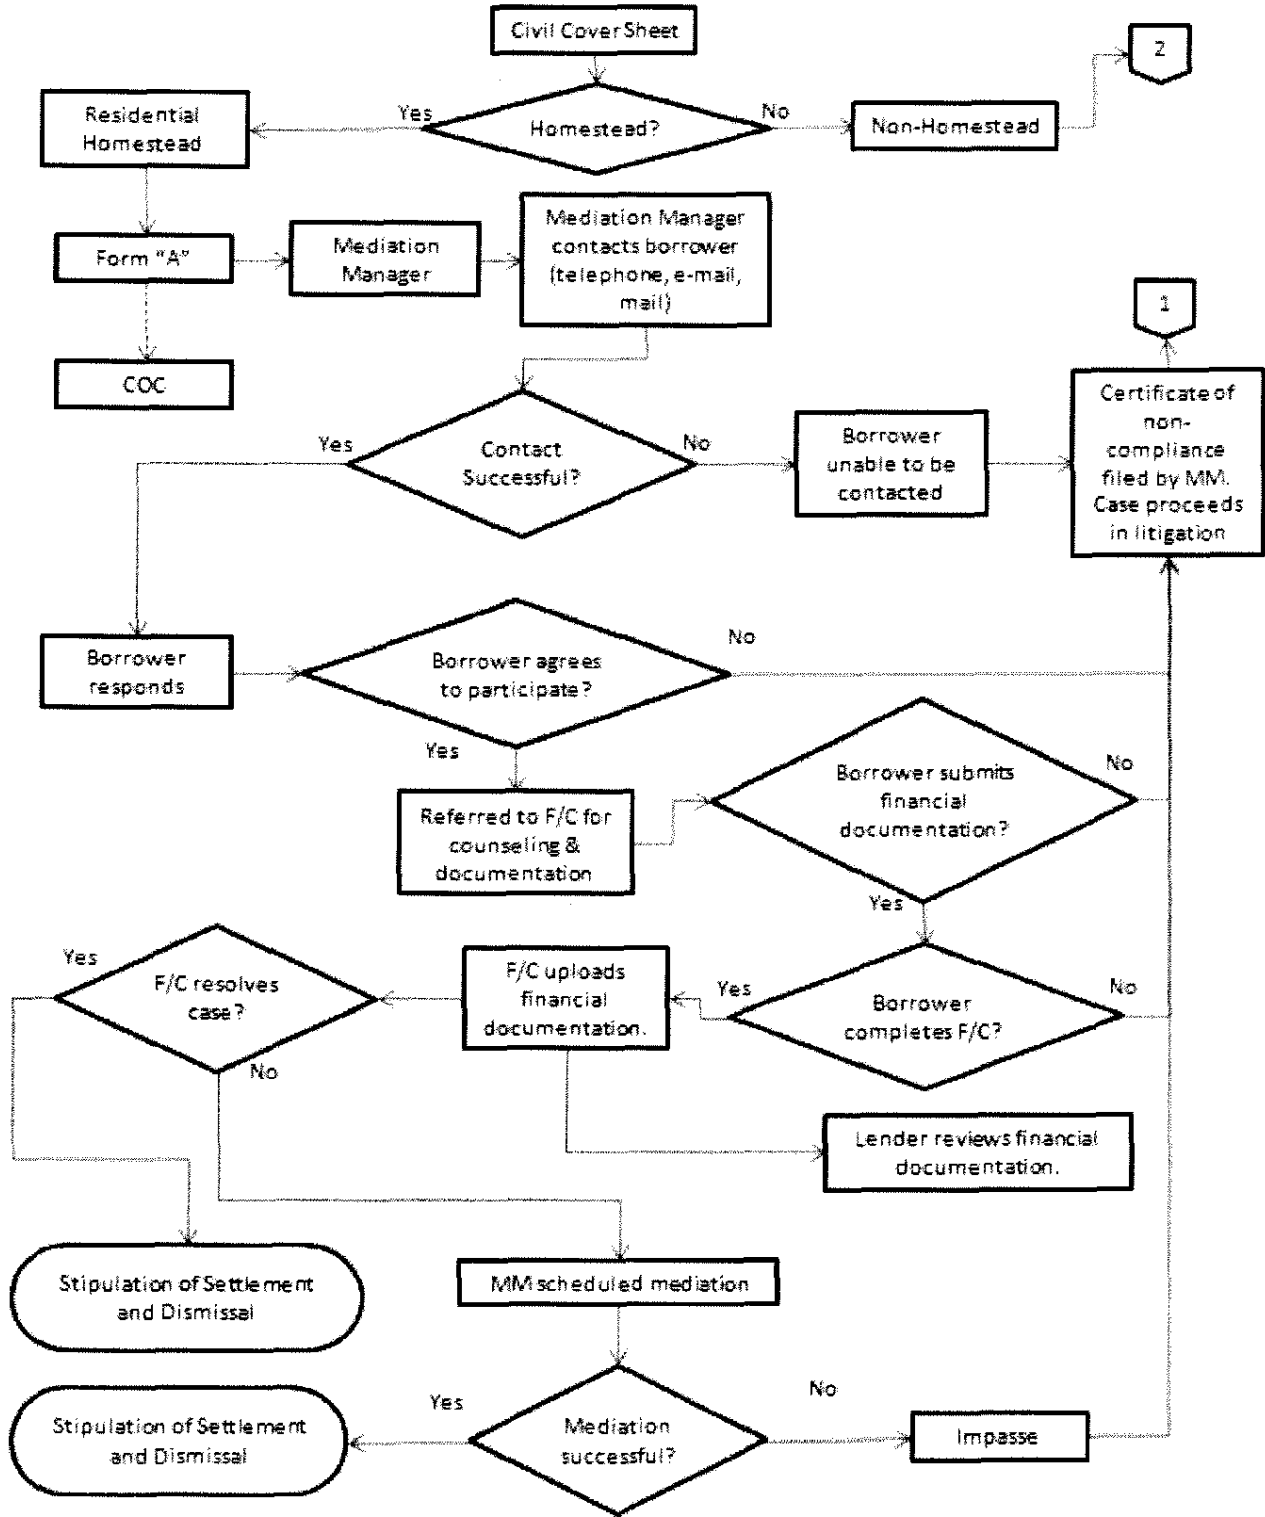 Civil Cover Sheet
2
Yes
Homestead?
No
Non-Homestead
Residential
Homestead
Form "A"
Mediation
Manager
Mediation Manager
contacts borrower
(telephone, e-mail,
mail)
1
COC
Yes
Contact
Successful?
No
Borrower
unable to be
contacted
Certificate of
non-
compliance
filed by MM.
Case proceeds
in litigation
Borrower
responds
Borrower agrees
to participate?
No
Yes
Referred to F/C for
counseling &
documentation
Borrower submits
financial
documentation?
No
Yes
Yes
F/C resolves
case?
No
F/C uploads
financial
documentation.
Yes
Borrower
completes F/C?
No
Lender reviews financial
documentation.
Stipulation of Settlement
and Dismissal
MM scheduled mediation
Stipulation of Settlement
and Dismissal
Yes
Mediation
successful?
No
Impasse